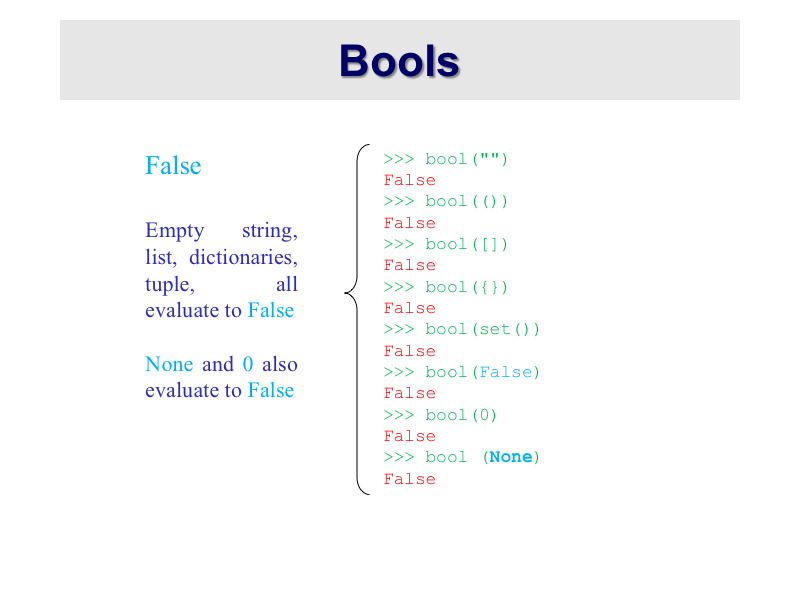 Bools
False
Empty string,
list, dictionaries,
tuple, all
evaluate to False
None and 0 also
evaluate to False
>>> bool("")
False
>>> bool(())
False
>>> bool([])
False
>>> bool({})
False
>>> bool(set())
False
>>> bool(False)
False
>>> bool(0)
False
>>> bool (None)
False